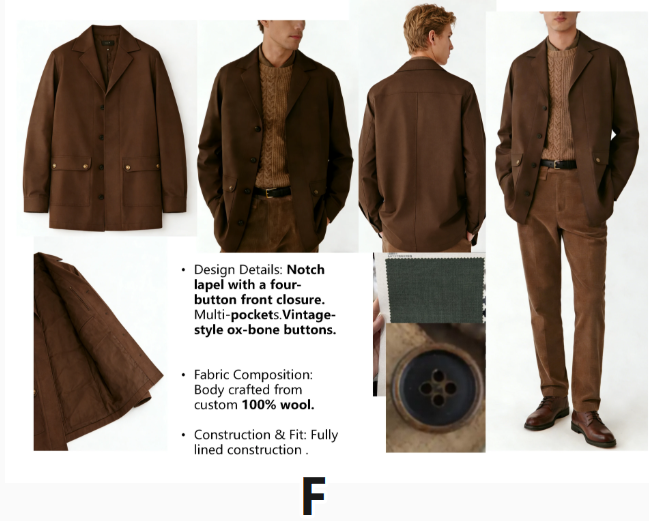 • Design Details: Notch
lapel with a four-
button front closure.
Multi-pockets.Vintage-
style ox-bone buttons.
• Fabric Composition:
Body crafted from
custom 100% wool.
• Construction & Fit: Fully
lined construction .
F